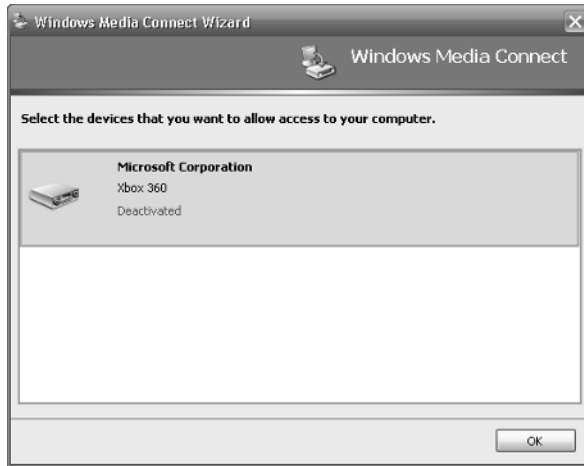 Windows Media Connect Wizard
Windows Media Connect
Select the devices that you want to allow access to your computer.
Microsoft Corporation
Xbox 360
Deactivated
OK